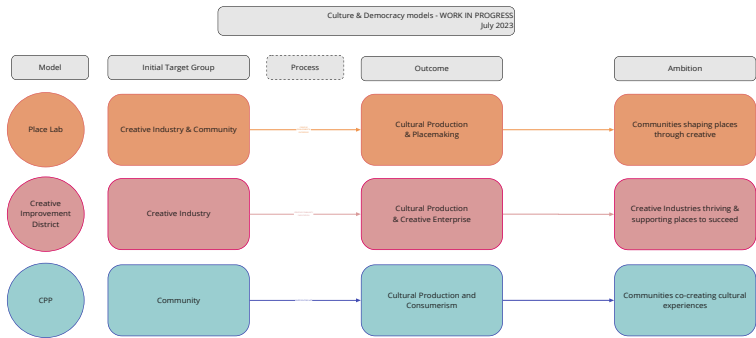 Culture & Democracy models - WORK IN PROGRESS
July 2023
Model
Initial Target Group
Process
Outcome
Ambition
Place Lab
Creative Industry & Community
Cultural Production
& Placemaking
Communities shaping places
through creative
Creative
Improvement
District
Creative Industry
Cultural Production
& Creative Enterprise
Creative Industries thriving &
supporting places to succeed
CPP
Community
Cultural Production and
Consumerism
Communities co-creating cultural
experiences